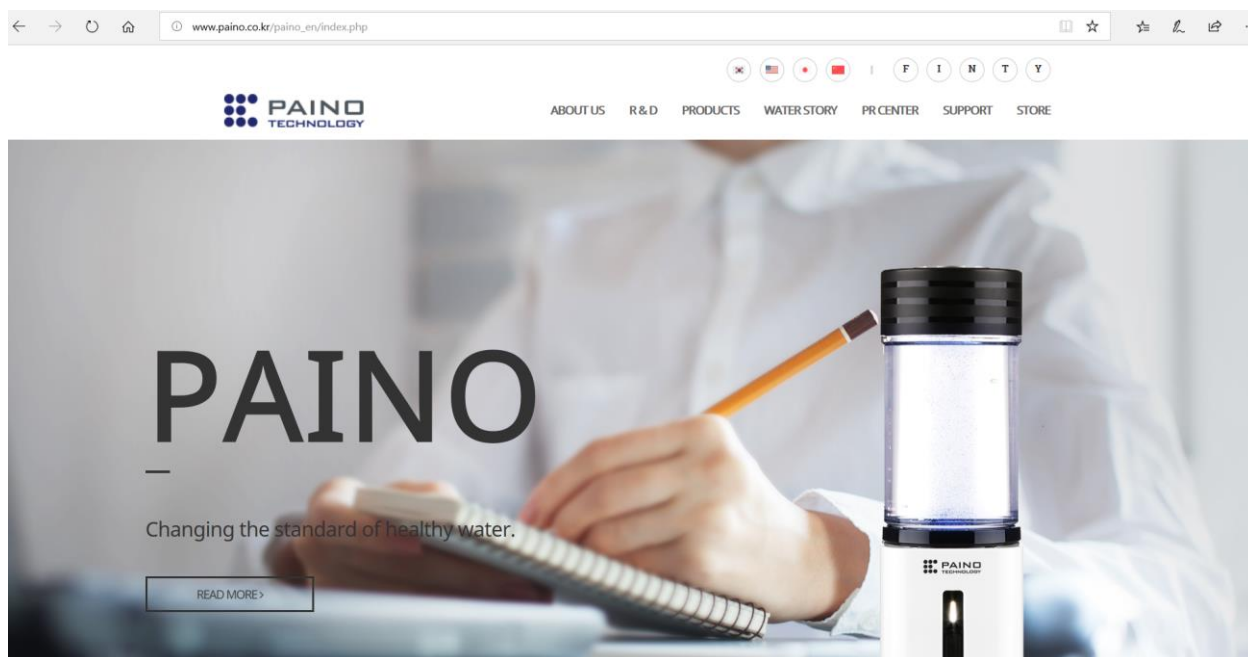 www.paino.co.kr/paino_en/index.php
F I N T Y
PAINO
TECHNOLOGY
ABOUT US R & D PRODUCTS WATER STORY PR CENTER SUPPORT STORE
PAINO
Changing the standard of healthy water.
READ MORE >
PAINO
TECHNOLOGY